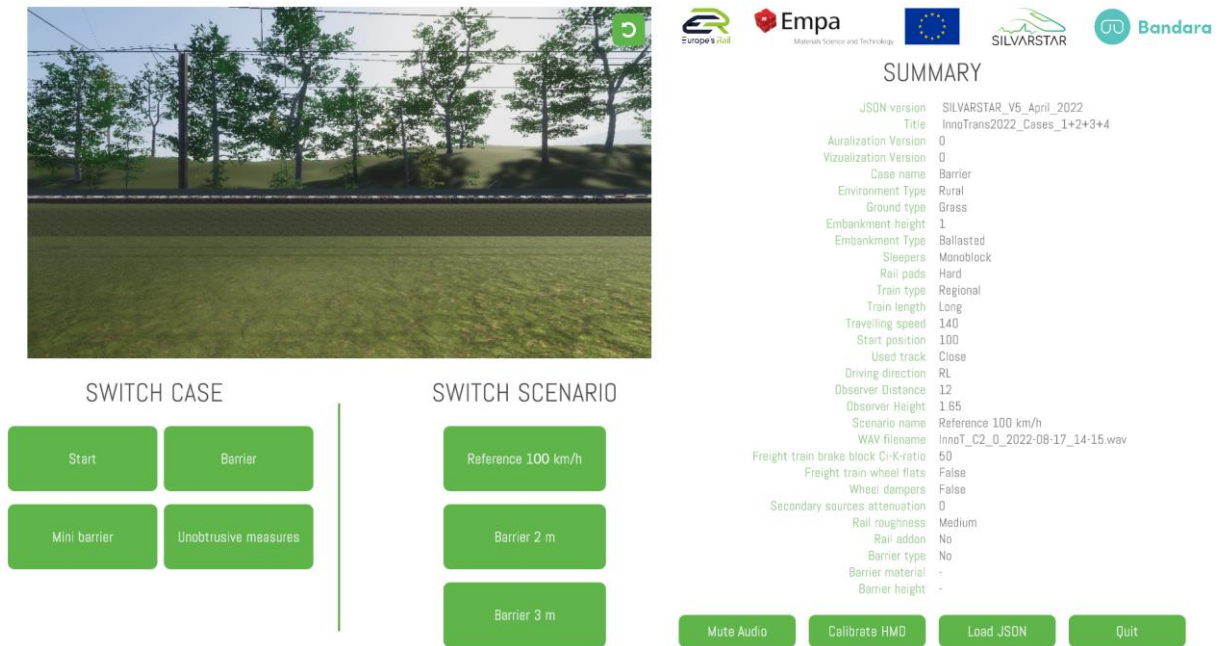 Europe's Rail
Empa
Materials Science and Technology
SILVARSTAR
Bandara
SUMMARY
JSON version SILVARSTAR_V5_April_2022
Title InnoTrans2022_Cases_1+2+3+4
Auralization Version 0
Vizualization Version 0
Case name Barrier
Environment Type Rural
Ground type Grass
Embankment height 1
Embankment Type Ballasted
Sleepers Monoblock
Rail pads Hard
Train type Regional
Train length Long
Travelling speed 140
Start position 100
Used track Close
Driving direction RL
Observer Distance 12
Observer Height 1.65
Scenario name Reference 100 km/h
WAV filename InnoT_C2_0_2022-08-17_14-15.wav
Freight train brake block Ci-K-ratio 50
Freight train wheel flats False
Wheel dampers False
Secondary sources attenuation 0
Rail roughness Medium
Rail addon No
Barrier type No
Barrier material -
Barrier height -
SWITCH CASE
Start
Barrier
Mini barrier
Unobtrusive measures
SWITCH SCENARIO
Reference 100 km/h
Barrier 2 m
Barrier 3 m
Mute Audio
Calibrate HMD
Load JSON
Quit